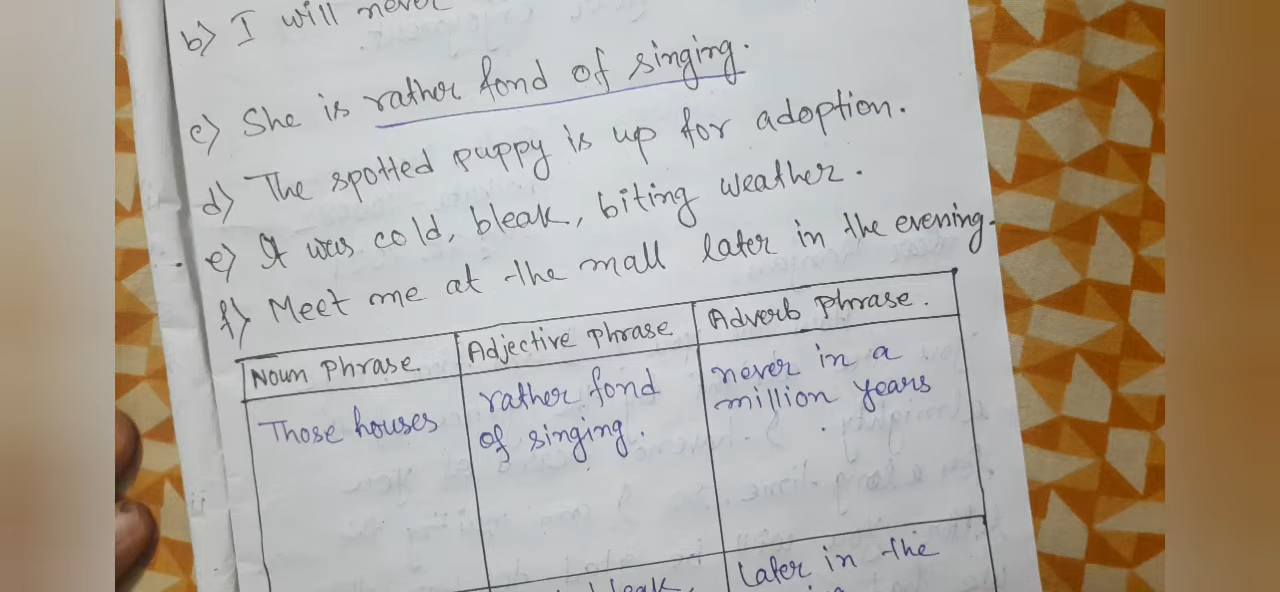 b) I will never
c) She is rather fond of singing.
d) The spotted puppy is up for adoption.
e) It was cold, bleak, biting weather.
f) Meet me at the mall later in the evening.
Noun Phrase Adjective Phrase Adverb Phrase.
Those houses rather fond of singing. never in a million years
bleak, later in the